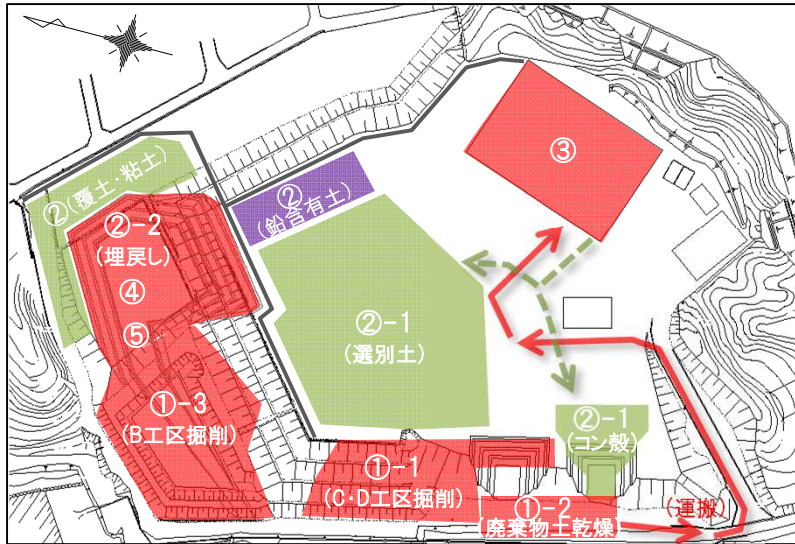 ③
②(覆土・粘土)
②
(鉛含有土)
②-2
(埋戻し)
④
⑤
②-1
(選別土)
①-3
(B工区掘削)
②-1
(コン殻)
①-1
(C・D工区掘削)
①-2
(廃棄物土乾燥)
(運搬)